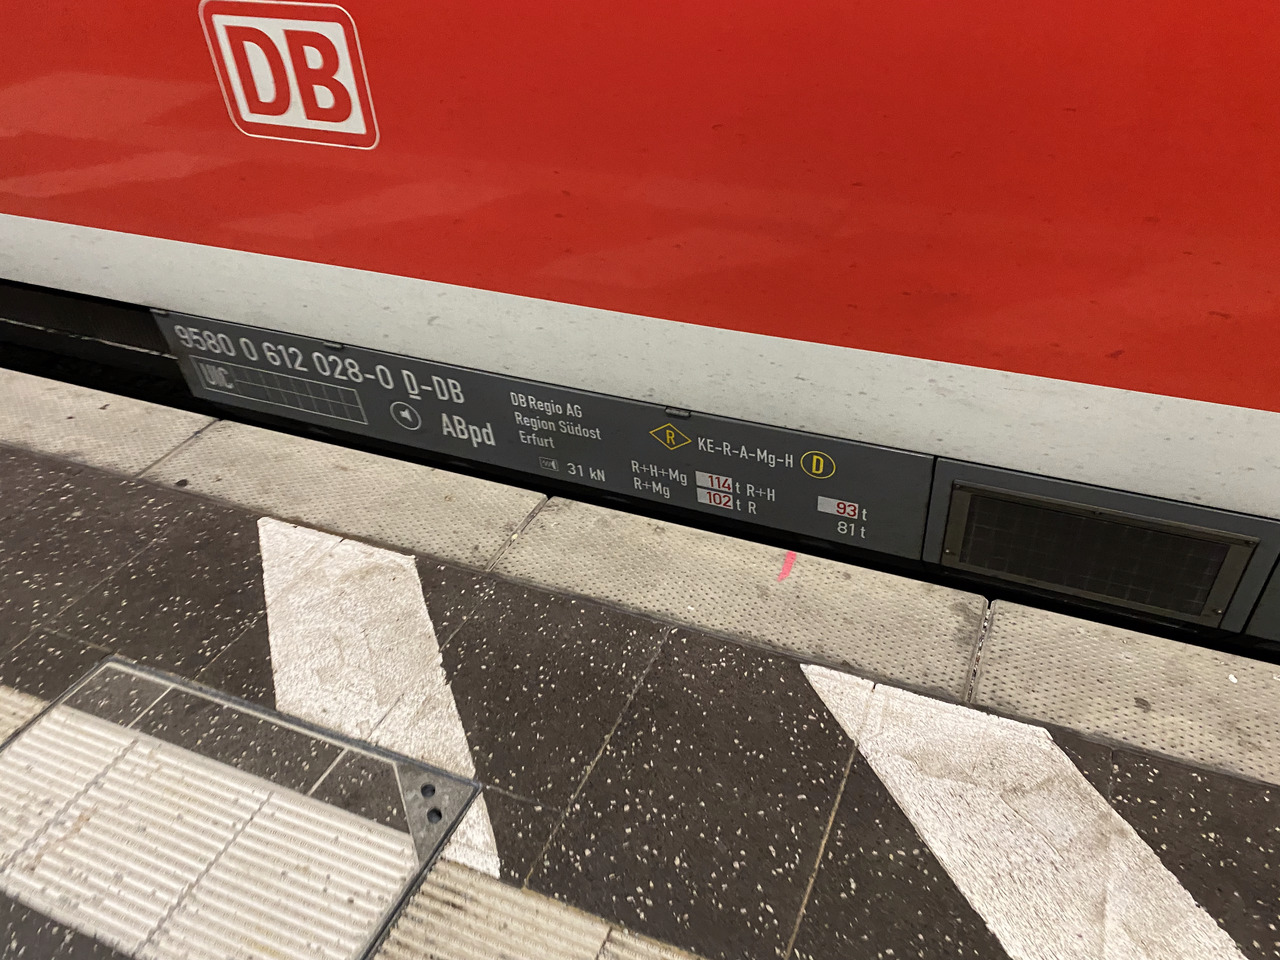 DB
9580 0 612 028-0 D-DB
UIC
ABpd
DB Regio AG
Region Südost
Erfurt
31 kN
R
KE-R-A-Mg-H
D
R+H+Mg 114 t R+H 93 t
R+Mg 102 t R 81 t